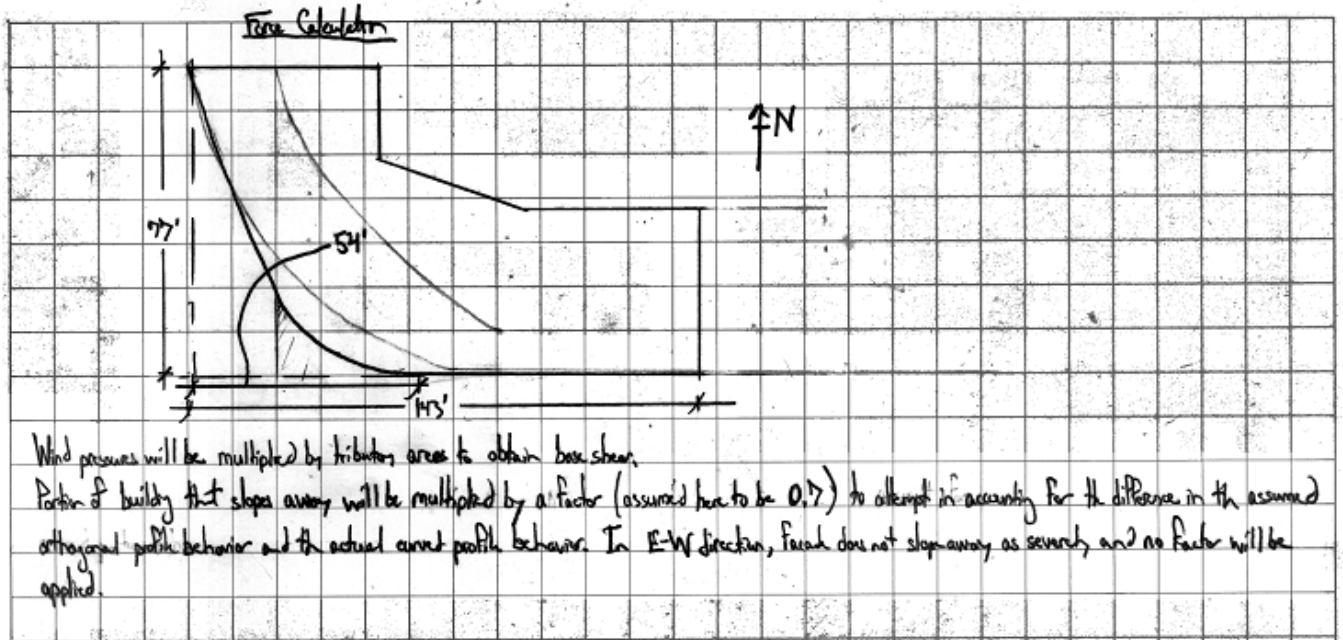 Force Calculation
N
77'
54'
143'
Wind pressures will be multiplied by tributary areas to obtain base shear.
Portion of building that slopes away will be multiplied by a factor (assumed here to be 0.7) to attempt in accounting for the difference in the assumed
orthogonal profile behavior and the actual curved profile behavior. In E-W direction, facade does not slope away as severely and no factor will be
applied.